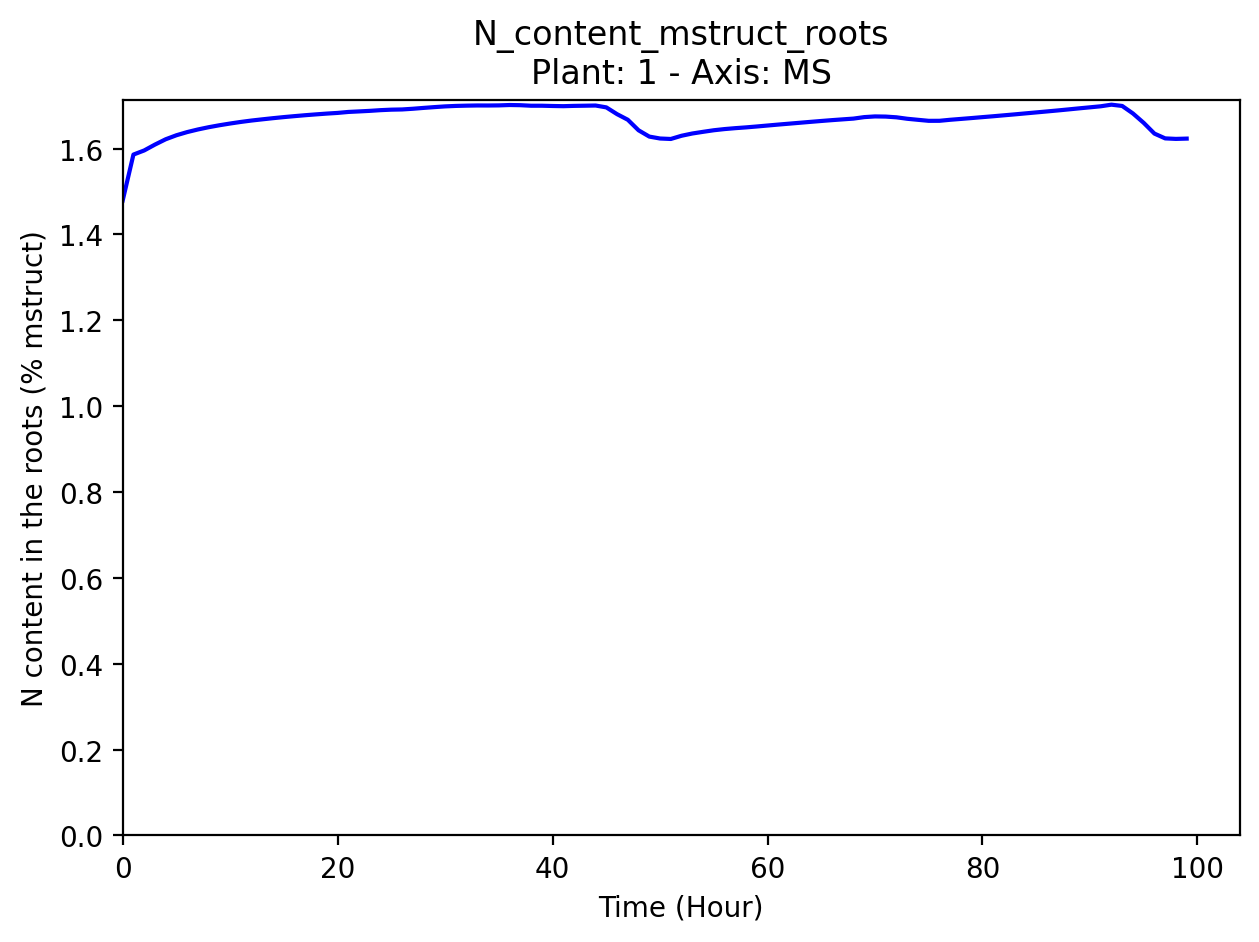 N_content_mstruct_roots
Plant: 1 - Axis: MS
N content in the roots (% mstruct)
1.6
1.4
1.2
1.0
0.8
0.6
0.4
0.2
0.0
0 20 40 60 80 100
Time (Hour)